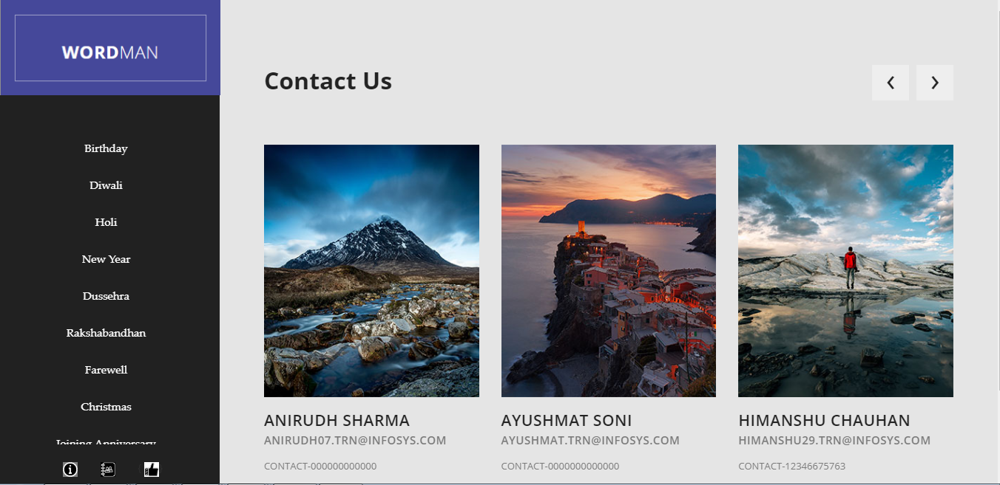 WORDMAN
Birthday
Diwali
Holi
New Year
Dussehra
Rakshabandhan
Farewell
Christmas
Joining Anniversary
Contact Us
ANIRUDH SHARMA
ANIRUDH07.TRN@INFOSYS.COM
CONTACT-000000000000
AYUSHMAT SONI
AYUSHMAT.TRN@INFOSYS.COM
CONTACT-0000000000000
HIMANSHU CHAUHAN
HIMANSHU29.TRN@INFOSYS.COM
CONTACT-12346675763